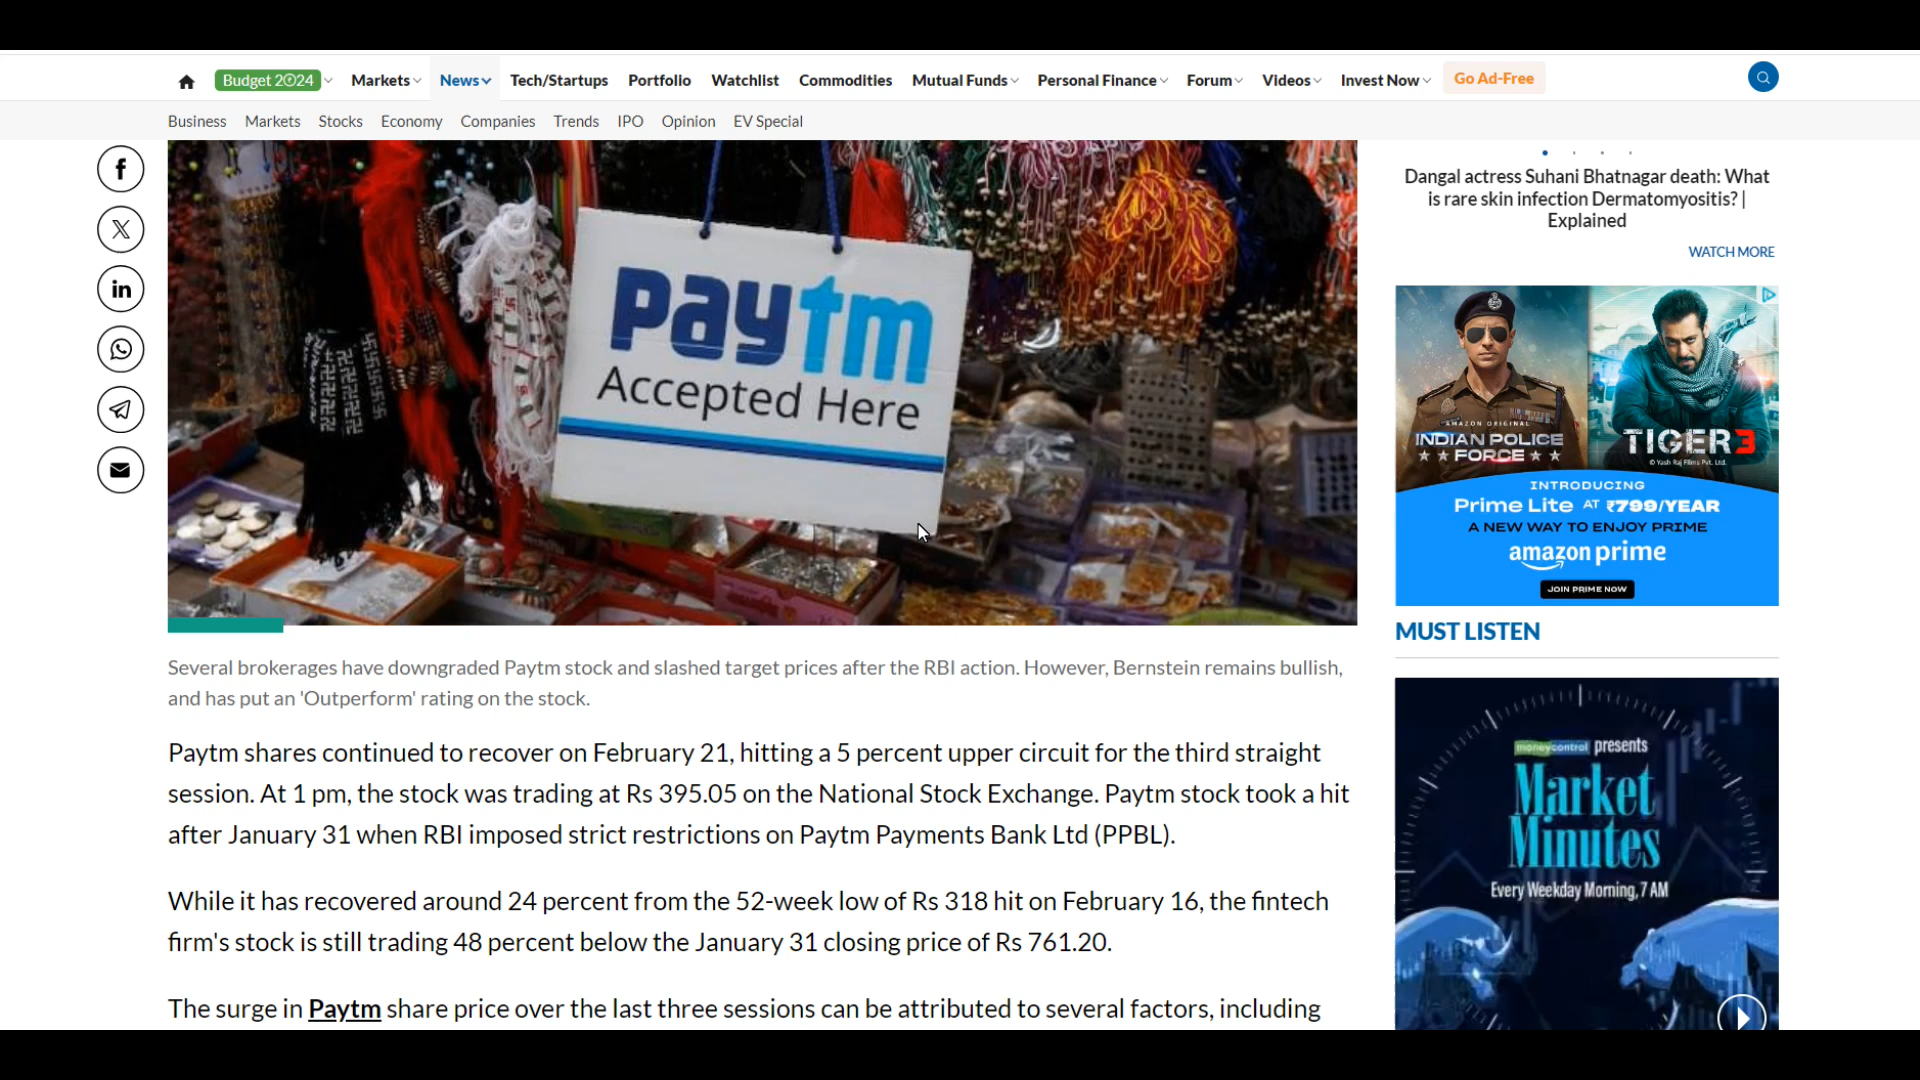 Budget 2024 Markets News Tech/Startups Portfolio Watchlist Commodities Mutual Funds Personal Finance Forum Videos Invest Now Go Ad-Free
Business Markets Stocks Economy Companies Trends IPO Opinion EV Special
paytm
Accepted Here
Several brokerages have downgraded Paytm stock and slashed target prices after the RBI action. However, Bernstein remains bullish,
and has put an 'Outperform' rating on the stock.
Paytm shares continued to recover on February 21, hitting a 5 percent upper circuit for the third straight
session. At 1 pm, the stock was trading at Rs 395.05 on the National Stock Exchange. Paytm stock took a hit
after January 31 when RBI imposed strict restrictions on Paytm Payments Bank Ltd (PPBL).
While it has recovered around 24 percent from the 52-week low of Rs 318 hit on February 16, the fintech
firm's stock is still trading 48 percent below the January 31 closing price of Rs 761.20.
The surge in Paytm share price over the last three sessions can be attributed to several factors, including
Dangal actress Suhani Bhatnagar death: What
is rare skin infection Dermatomyositis? |
Explained
WATCH MORE
AMAZON ORIGINAL
INDIAN POLICE
FORCE
TIGER 3
© Yash Raj Films Pvt. Ltd.
INTRODUCING
Prime Lite AT ₹799/YEAR
A NEW WAY TO ENJOY PRIME
amazon prime
JOIN PRIME NOW
MUST LISTEN
moneycontrol presents
Market
Minutes
Every Weekday Morning, 7 AM